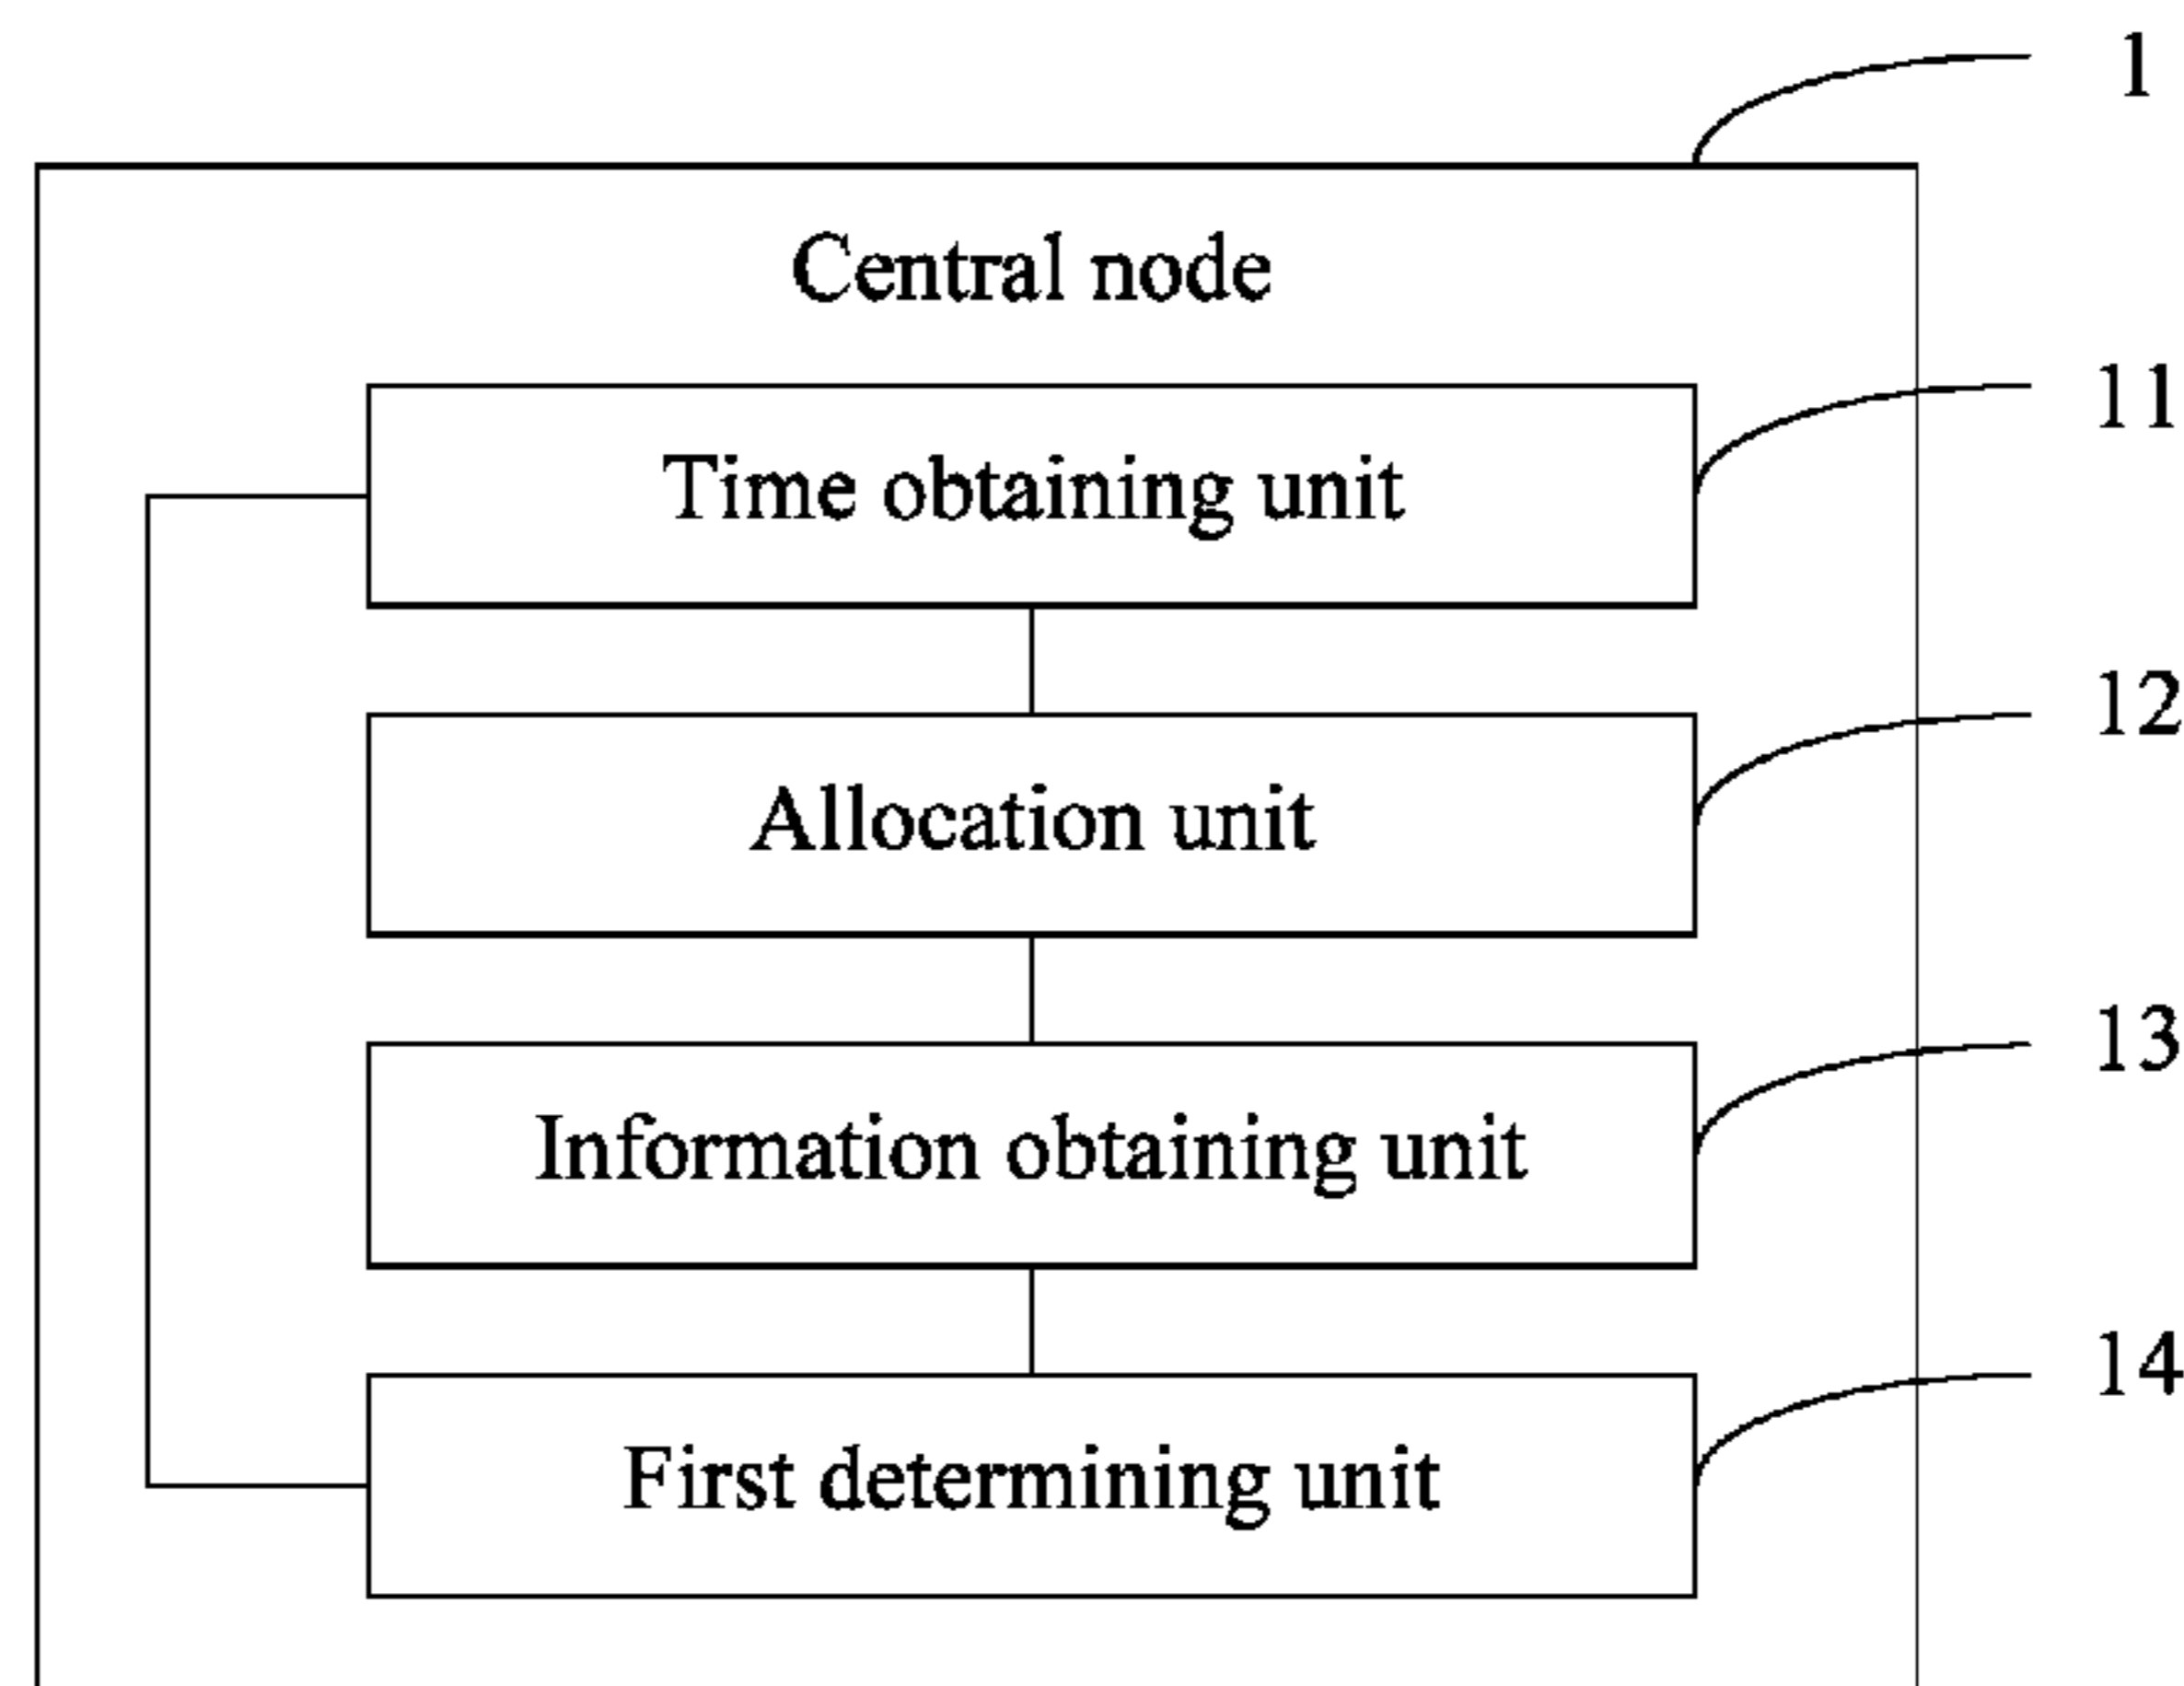 1
Central node
11
Time obtaining unit
12
Allocation unit
13
Information obtaining unit
14
First determining unit